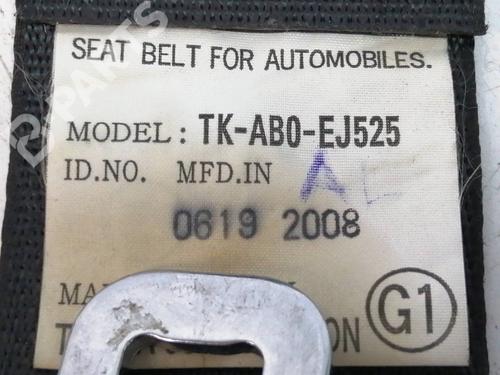 SEAT BELT FOR AUTOMOBILES.
MODEL : TK-AB0-EJ525
ID.NO. MFD.IN
0619 2008
G1